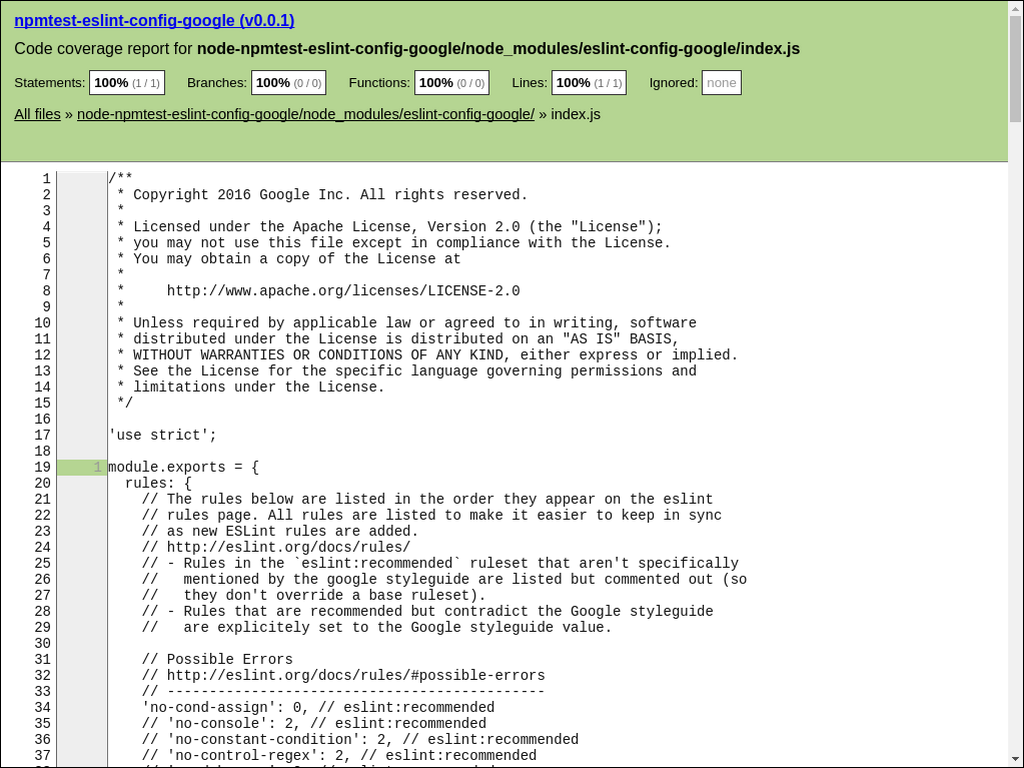 npmtest-eslint-config-google (v0.0.1)
Code coverage report for node-npmtest-eslint-config-google/node_modules/eslint-config-google/index.js
Statements: 100% (1 / 1) Branches: 100% (0 / 0) Functions: 100% (0 / 0) Lines: 100% (1 / 1) Ignored: none
All files » node-npmtest-eslint-config-google/node_modules/eslint-config-google/ » index.js
1 /**
2  * Copyright 2016 Google Inc. All rights reserved.
3  *
4  * Licensed under the Apache License, Version 2.0 (the "License");
5  * you may not use this file except in compliance with the License.
6  * You may obtain a copy of the License at
7  *
8  *     http://www.apache.org/licenses/LICENSE-2.0
9  *
10  * Unless required by applicable law or agreed to in writing, software
11  * distributed under the License is distributed on an "AS IS" BASIS,
12  * WITHOUT WARRANTIES OR CONDITIONS OF ANY KIND, either express or implied.
13  * See the License for the specific language governing permissions and
14  * limitations under the License.
15  */
16
17 'use strict';
18
19 1 module.exports = {
20   rules: {
21     // The rules below are listed in the order they appear on the eslint
22     // rules page. All rules are listed to make it easier to keep in sync
23     // as new ESLint rules are added.
24     // http://eslint.org/docs/rules/
25     // - Rules in the `eslint:recommended` ruleset that aren't specifically
26     //   mentioned by the google styleguide are listed but commented out (so
27     //   they don't override a base ruleset).
28     // - Rules that are recommended but contradict the Google styleguide
29     //   are explicitely set to the Google styleguide value.
30
31     // Possible Errors
32     // http://eslint.org/docs/rules/#possible-errors
33     // ---------------------------------------------
34     'no-cond-assign': 0, // eslint:recommended
35     // 'no-console': 2, // eslint:recommended
36     // 'no-constant-condition': 2, // eslint:recommended
37     // 'no-control-regex': 2, // eslint:recommended